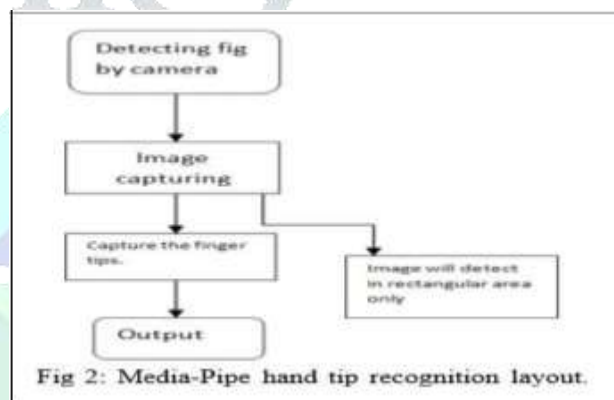 Detecting fig
by camera
Image
capturing
Capture the finger
tips.
Image will detect
in rectangular area
only
Output
Fig 2: Media-Pipe hand tip recognition layout.